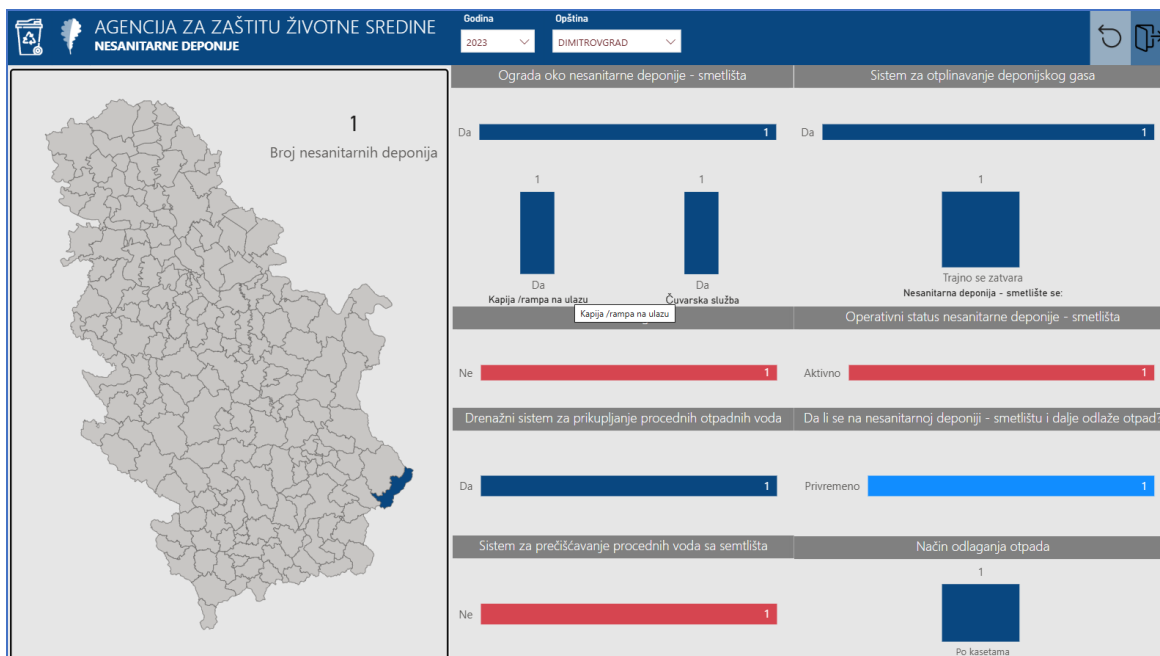 AGENCIJA ZA ZAŠTITU ŽIVOTNE SREDINE
NESANITARNE DEPONIJE
Godina
2023
Opština
DIMITROVGRAD
1
Broj nesanitarnih deponija
Ograda oko nesanitarne deponije - smetlišta
Da 1
1
Da
Kapija /rampa na ulazu
1
Da
Čuvarska služba
Kapija /rampa na ulazu
Sistem za otplinavanje deponijskog gasa
Da 1
1
Trajno se zatvara
Nesanitarna deponija - smetlište se:
Ne 1
Operativni status nesanitarne deponije - smetlišta
Aktivno 1
Drenažni sistem za prikupljanje procednih otpadnih voda
Da 1
Da li se na nesanitarnoj deponiji - smetlištu i dalje odlaže otpad?
Privremeno 1
Sistem za prečišćavanje procednih voda sa semtlišta
Ne 1
Način odlaganja otpada
1
Po kasetama